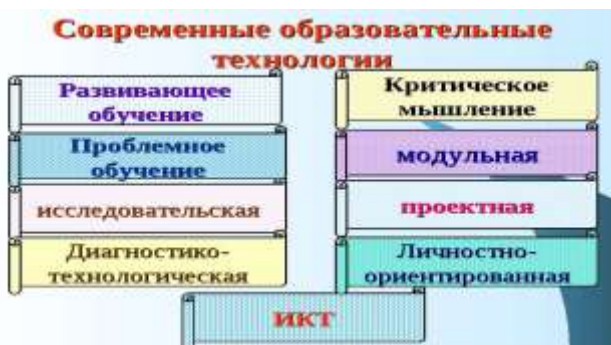 Современные образовательные
технологии
Развивающее
обучение
Проблемное
обучение
исследовательская
Диагностико-
технологическая
Критическое
мышление
модульная
проектная
Личностно-
ориентированная
ИКТ